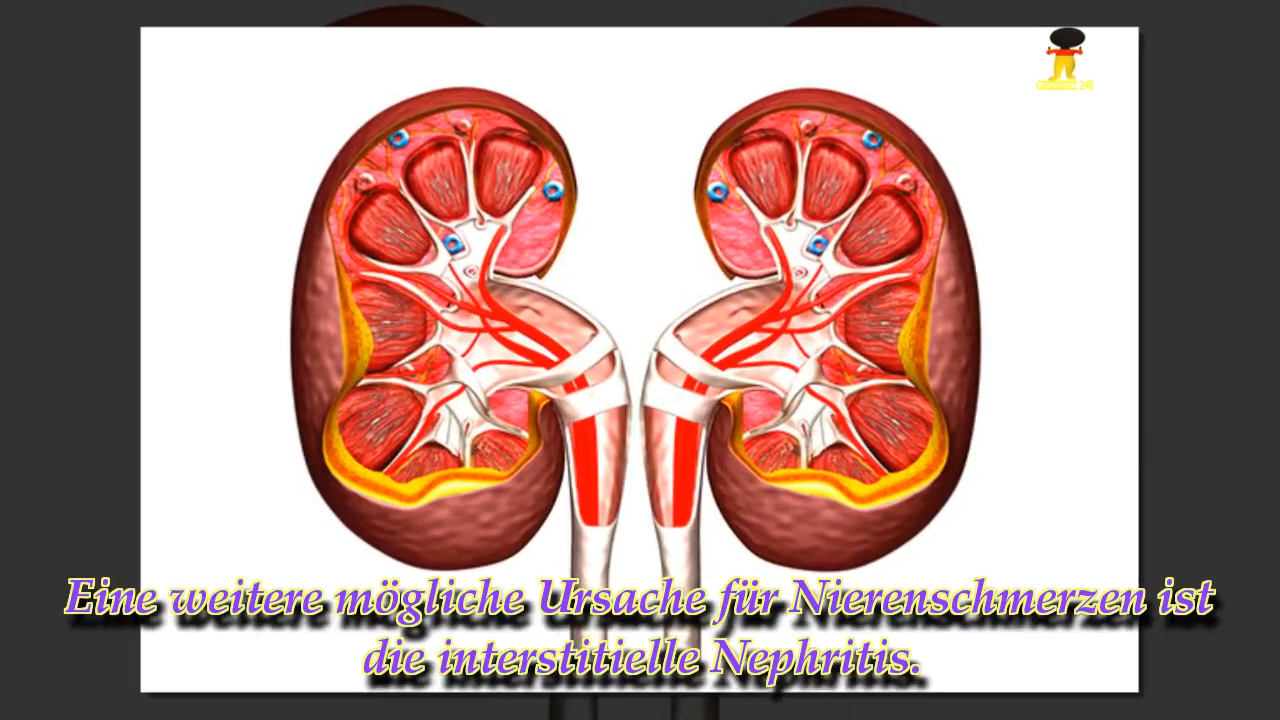 Eine weitere mögliche Ursache für Nierenschmerzen ist
die interstitielle Nephritis.